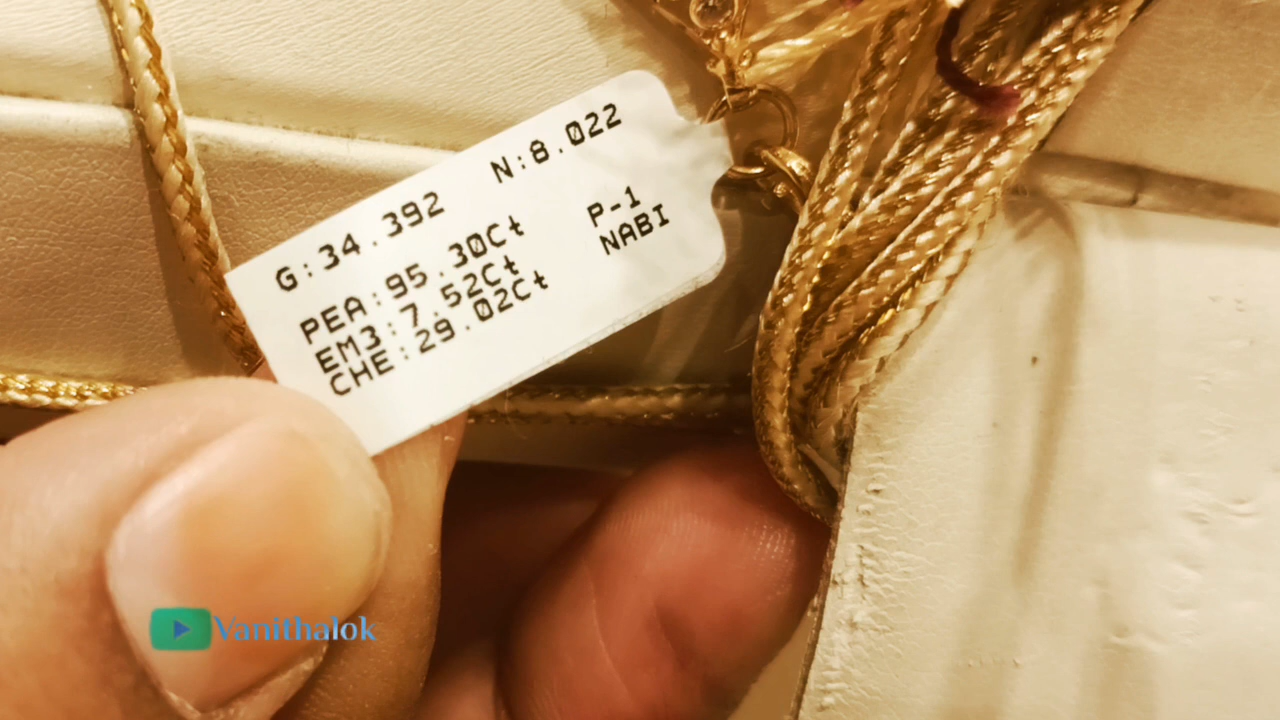 G:34.392 N:8.022
PEA:95.30Ct P-1
EM3:7.52Ct NABI
CHE:29.02Ct
Vanithalok